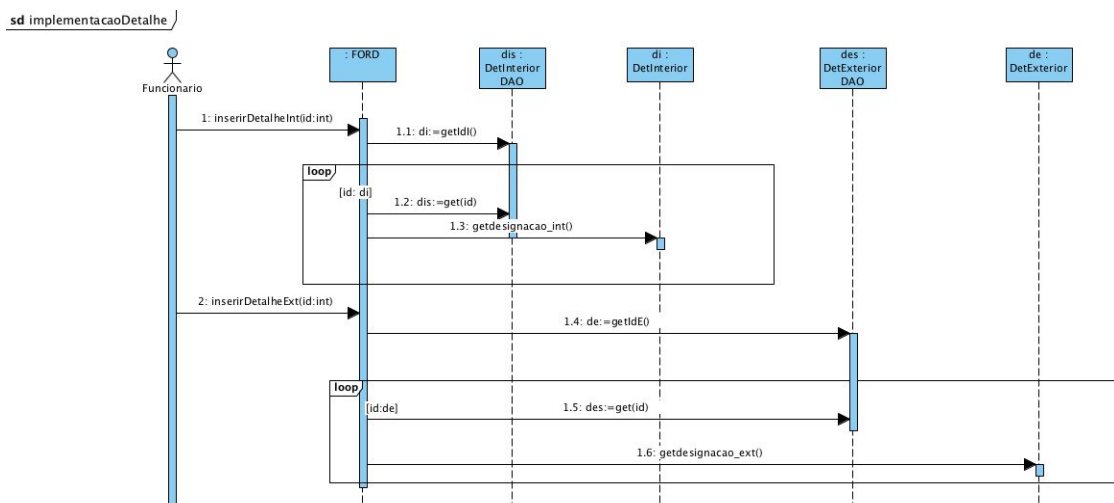 sd implementacaoDetalhe
Funcionario
: FORD
dis :
DetInterior
DAO
di :
DetInterior
des :
DetExterior
DAO
de :
DetExterior
1: inserirDetalheInt(id:int)
1.1: di:=getIdI()
loop
[id: di]
1.2: dis:=get(id)
1.3: getdesignacao_int()
2: inserirDetalheExt(id:int)
1.4: de:=getIdE()
loop
[id:de]
1.5: des:=get(id)
1.6: getdesignacao_ext()